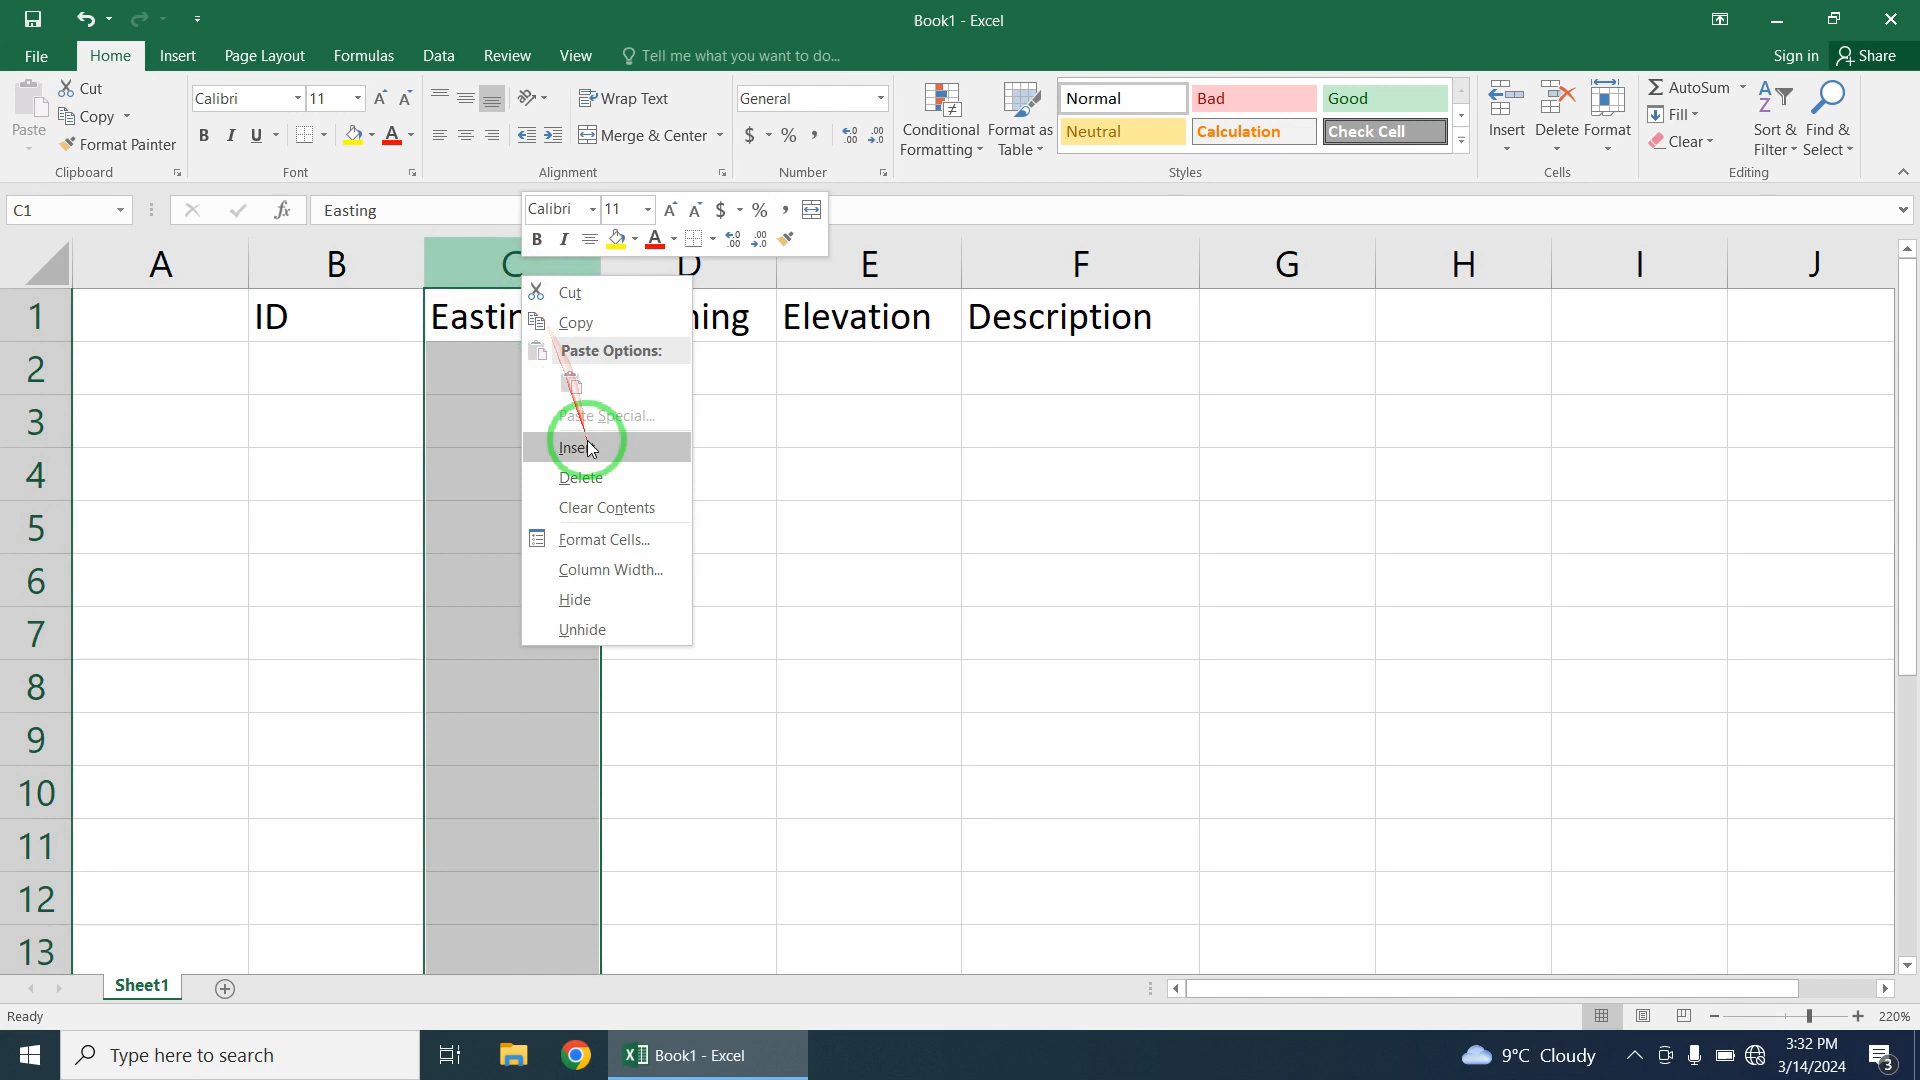 Book1 - Excel
File Home Insert Page Layout Formulas Data Review View Tell me what you want to do...
Sign in Share
Paste
Cut
Copy
Format Painter
Clipboard
Calibri 11
B I U
Font
Wrap Text
Merge & Center
Alignment
General
$ % ,
Number
Conditional Formatting
Format as Table
Normal Bad Good
Neutral Calculation Check Cell
Styles
Insert Delete Format
Cells
AutoSum
Fill
Clear
Sort & Filter
Find & Select
Editing
C1 fx Easting
Calibri 11 $ % ,
B I
A B C D E F G H I J
1 ID Elevation Description
2
3
4
5
6
7
8
9
10
11
12
13
Cut
Copy
Paste Options:
Paste Special...
Insert
Delete
Clear Contents
Format Cells...
Column Width...
Hide
Unhide
Sheet1
Ready
220%
Type here to search
Book1 - Excel
9°C Cloudy
3:32 PM
3/14/2024
3